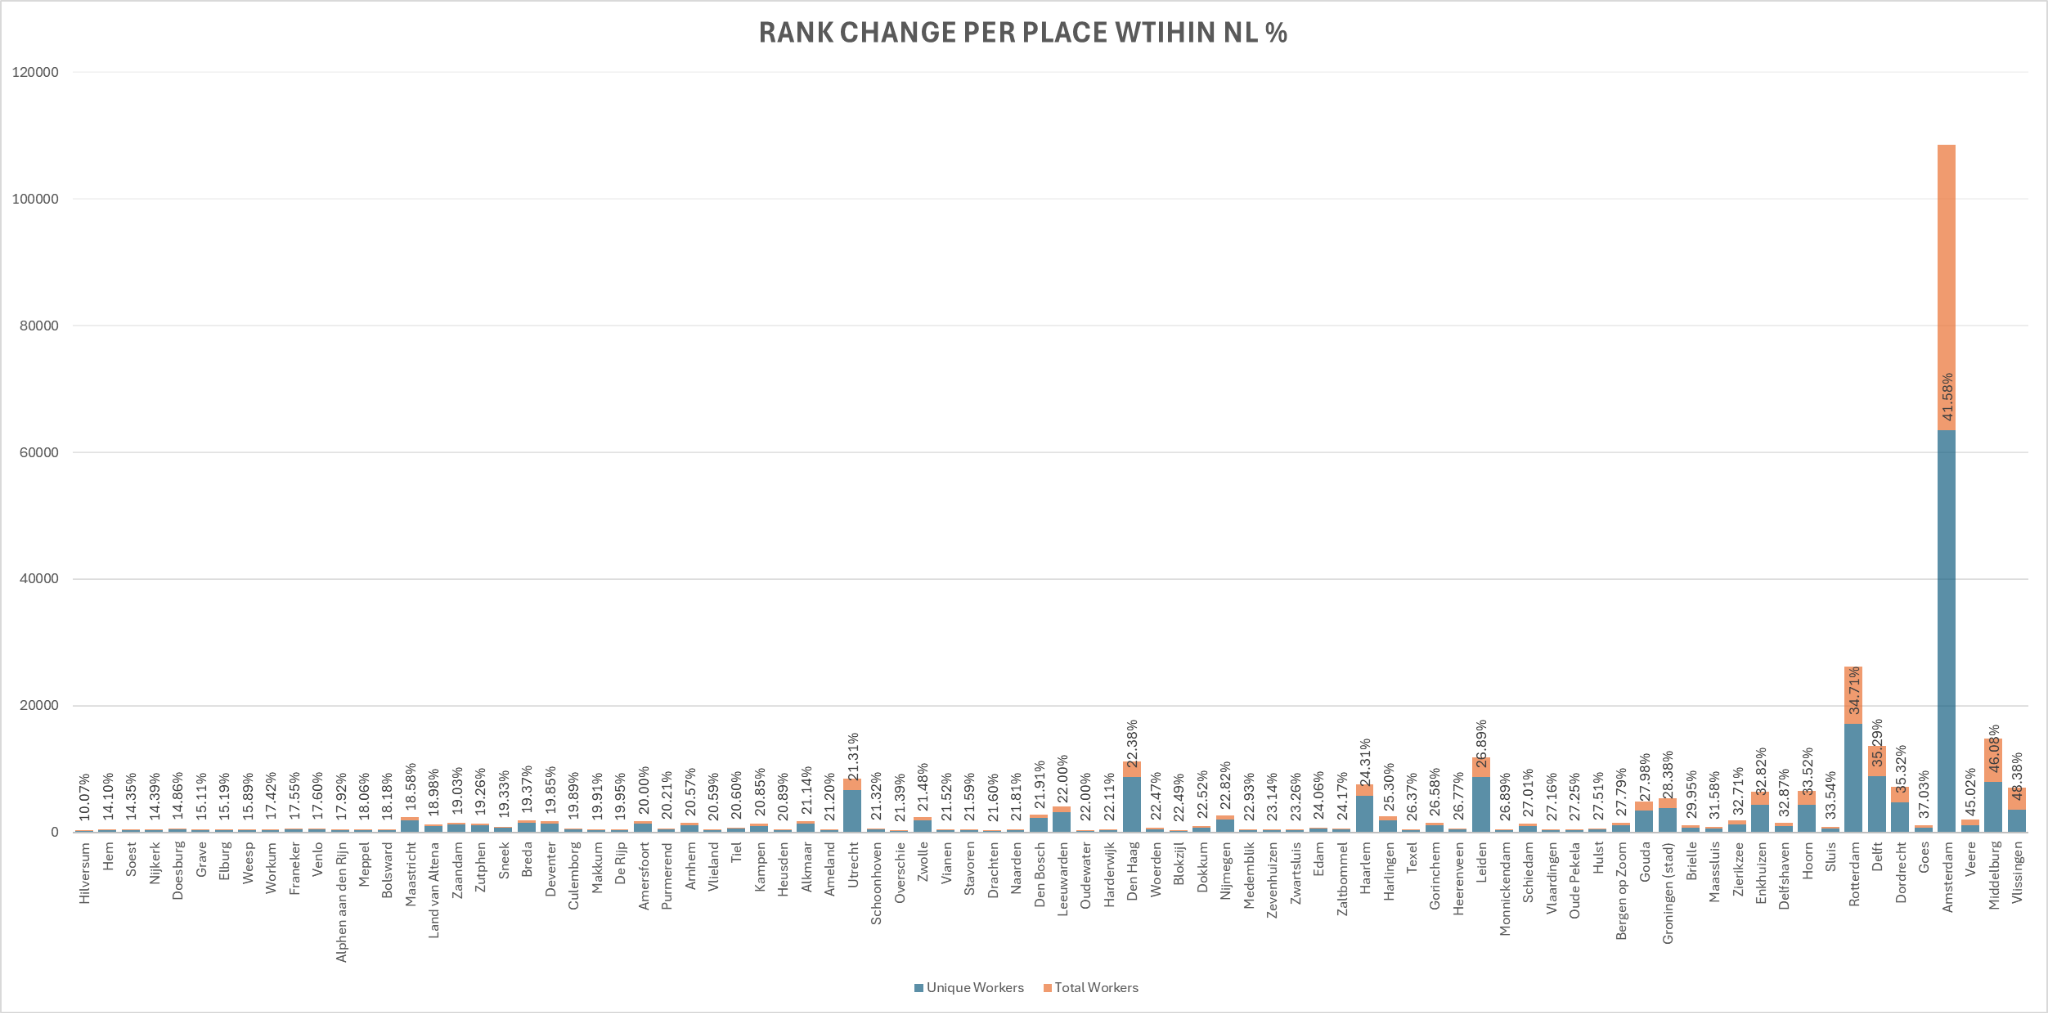 RANK CHANGE PER PLACE WTIHIN NL %
120000
100000
80000
60000
40000
20000
0
10.07%
14.10%
14.35%
14.39%
14.86%
15.11%
15.19%
15.89%
17.42%
17.55%
17.60%
17.92%
18.06%
18.18%
18.58%
18.98%
19.03%
19.26%
19.33%
19.37%
19.85%
19.89%
19.91%
19.95%
20.00%
20.21%
20.57%
20.59%
20.60%
20.85%
20.89%
21.14%
21.20%
21.31%
21.32%
21.39%
21.48%
21.52%
21.59%
21.60%
21.81%
21.91%
22.00%
22.00%
22.11%
22.38%
22.47%
22.49%
22.52%
22.82%
22.93%
23.14%
23.26%
24.06%
24.17%
24.31%
25.30%
26.37%
26.58%
26.77%
26.89%
26.89%
27.01%
27.16%
27.25%
27.51%
27.79%
27.98%
28.38%
29.95%
31.58%
32.71%
32.82%
32.87%
33.52%
33.54%
34.71%
35.29%
35.32%
37.03%
41.58%
45.02%
46.08%
48.38%
Hilversum
Hem
Soest
Nijkerk
Doesburg
Grave
Elburg
Weesp
Workum
Franeker
Venlo
Alphen aan den Rijn
Meppel
Bolsward
Maastricht
Land van Altena
Zaandam
Zutphen
Sneek
Breda
Deventer
Culemborg
Makkum
De Rijp
Amersfoort
Purmerend
Arnhem
Vlieland
Tiel
Kampen
Heusden
Alkmaar
Ameland
Utrecht
Schoonhoven
Overschie
Zwolle
Vianen
Stavoren
Drachten
Naarden
Den Bosch
Leeuwarden
Oudewater
Harderwijk
Den Haag
Woerden
Blokzijl
Dokkum
Nijmegen
Medemblik
Zevenhuizen
Zwartsluis
Edam
Zaltbommel
Haarlem
Harlingen
Texel
Gorinchem
Heerenveen
Leiden
Monnickendam
Schiedam
Vlaardingen
Oude Pekela
Hulst
Bergen op Zoom
Gouda
Groningen (stad)
Brielle
Maassluis
Zierikzee
Enkhuizen
Delfshaven
Hoorn
Sluis
Rotterdam
Delft
Dordrecht
Goes
Amsterdam
Veere
Middelburg
Vlissingen
Unique Workers
Total Workers